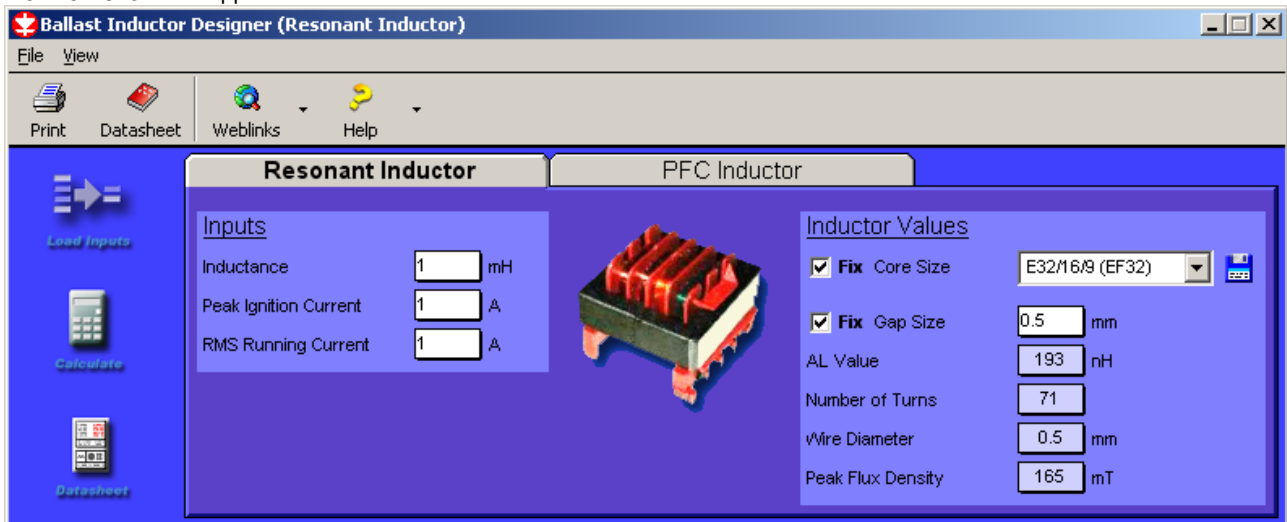 Ballast Inductor Designer (Resonant Inductor)
File View
Print Datasheet Weblinks Help
Resonant Inductor PFC Inductor
Load Inputs
Calculate
Datasheet
Inputs
Inductance 1 mH
Peak Ignition Current 1 A
RMS Running Current 1 A
Inductor Values
Fix Core Size E32/16/9 (EF32)
Fix Gap Size 0.5 mm
AL Value 193 nH
Number of Turns 71
Wire Diameter 0.5 mm
Peak Flux Density 165 mT